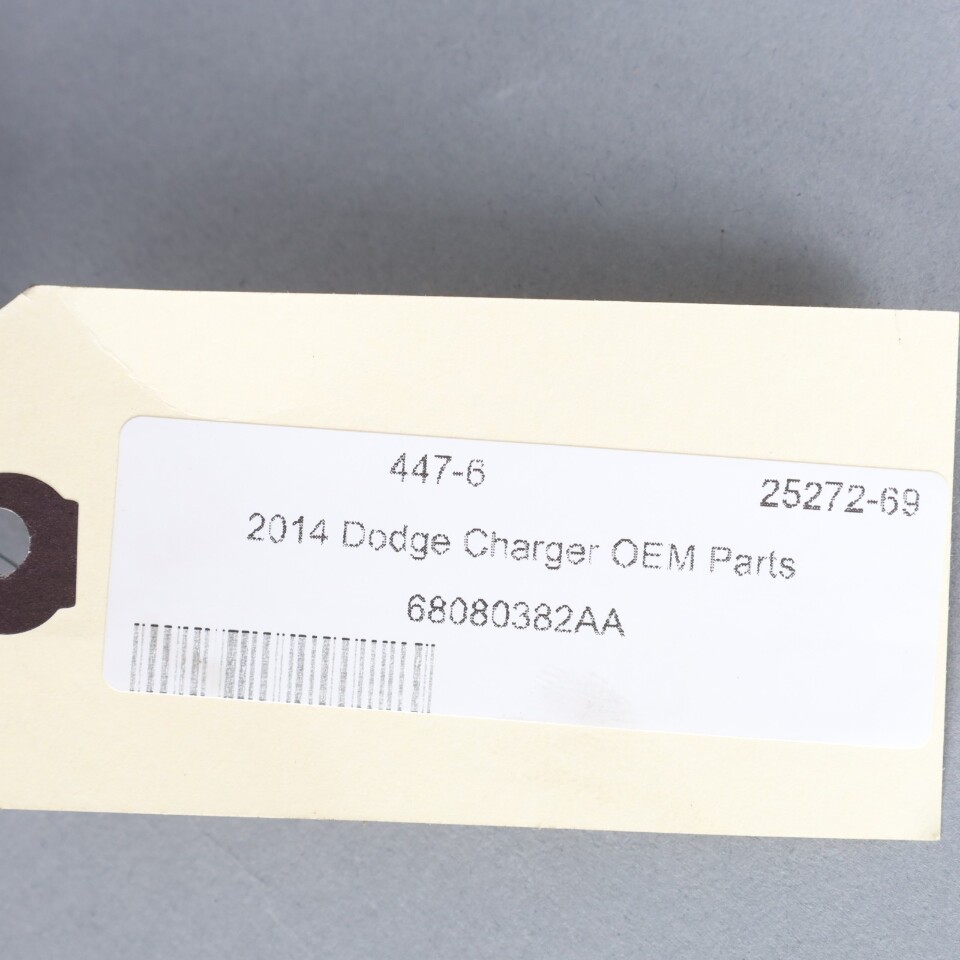 447-6
25272-69
2014 Dodge Charger OEM Parts
68080382AA